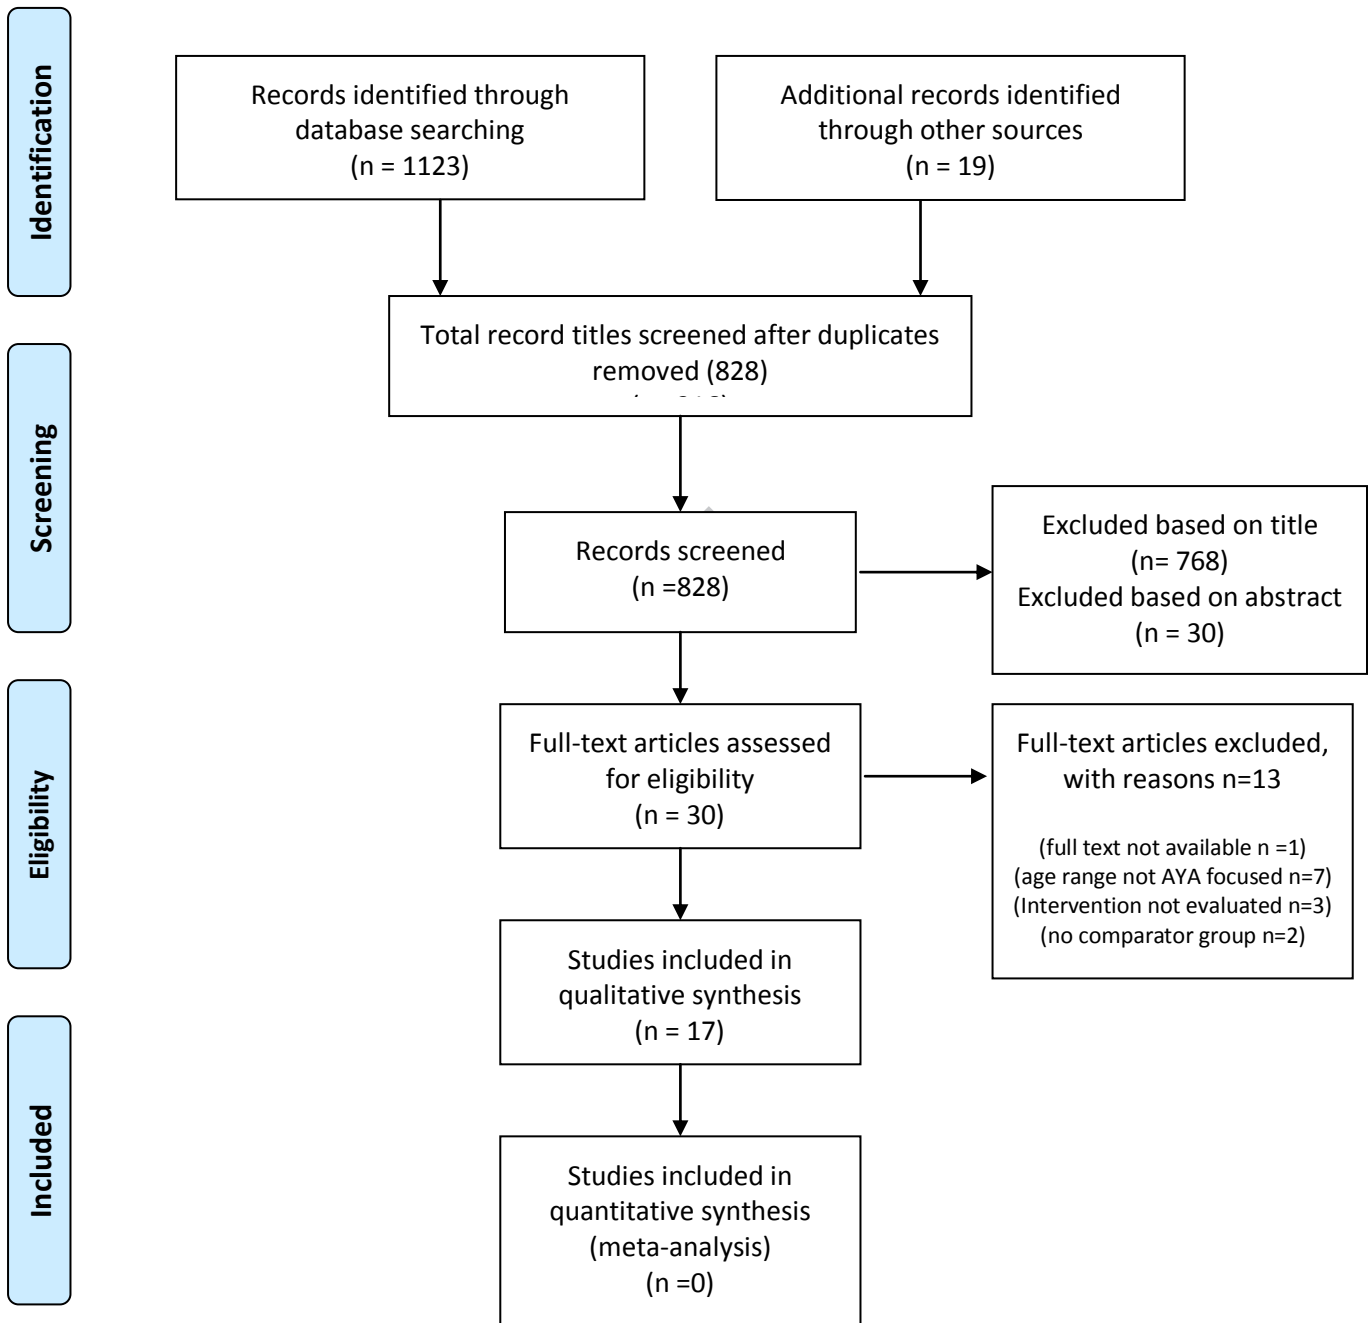 Identification
Records identified through
database searching
(n = 1123)
Additional records identified
through other sources
(n = 19)
Total record titles screened after duplicates
removed (828)
Screening
Records screened
(n =828)
Excluded based on title
(n= 768)
Excluded based on abstract
(n = 30)
Eligibility
Full-text articles assessed
for eligibility
(n = 30)
Full-text articles excluded,
with reasons n=13
(full text not available n =1)
(age range not AYA focused n=7)
(Intervention not evaluated n=3)
(no comparator group n=2)
Studies included in
qualitative synthesis
(n = 17)
Included
Studies included in
quantitative synthesis
(meta-analysis)
(n =0)